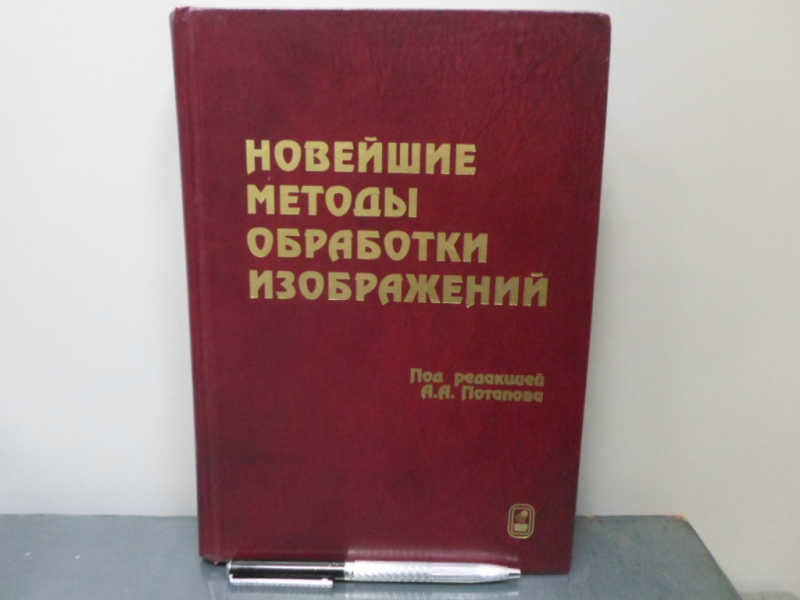 НОВЕЙШИЕ
МЕТОДЫ
ОБРАБОТКИ
ИЗОБРАЖЕНИЙ
Под редакцией
А.А. Потапова